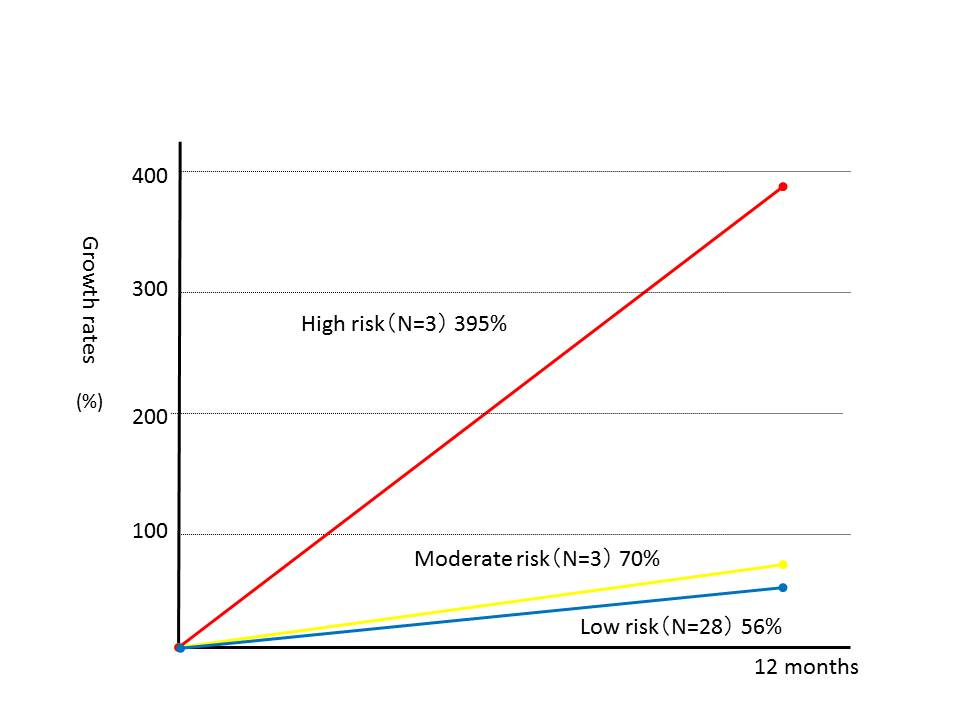 400
300
200
100
Growth rates (%)
High risk（N=3）395%
Moderate risk（N=3）70%
Low risk（N=28）56%
12 months